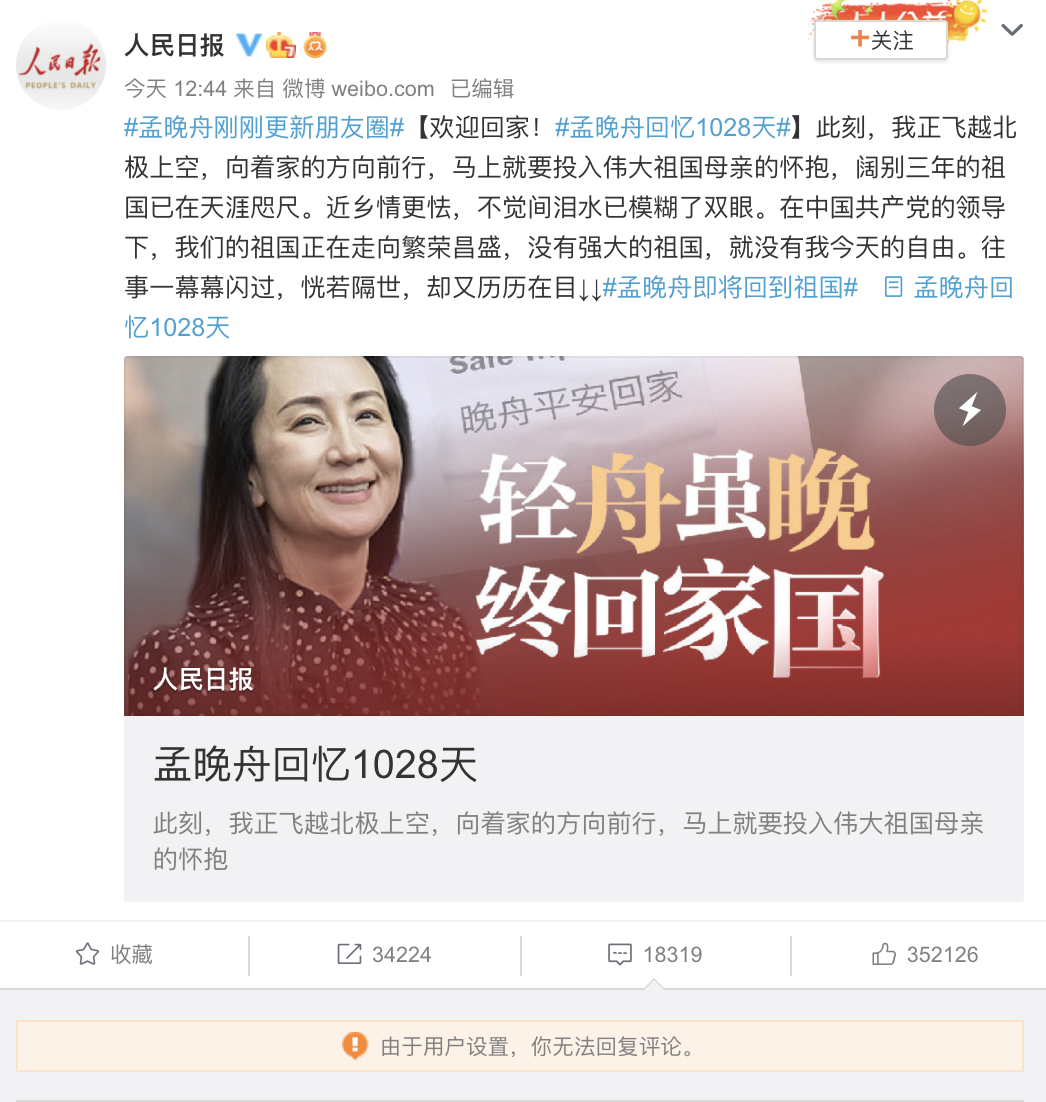 人民日报
PEOPLE'S DAILY
人民日报
+关注
今天 12:44 来自 微博 weibo.com 已编辑
#孟晚舟刚刚更新朋友圈#【欢迎回家！#孟晚舟回忆1028天#】此刻，我正飞越北
极上空，向着家的方向前行，马上就要投入伟大祖国母亲的怀抱，阔别三年的祖
国已在天涯咫尺。近乡情更怯，不觉间泪水已模糊了双眼。在中国共产党的领导
下，我们的祖国正在走向繁荣昌盛，没有强大的祖国，就没有我今天的自由。往
事一幕幕闪过，恍若隔世，却又历历在目↓↓#孟晚舟即将回到祖国# 孟晚舟回
忆1028天
Safe
晚舟平安回家
轻舟虽晚
终回家国
人民日报
孟晚舟回忆1028天
此刻，我正飞越北极上空，向着家的方向前行，马上就要投入伟大祖国母亲
的怀抱
收藏
34224
18319
352126
由于用户设置，你无法回复评论。